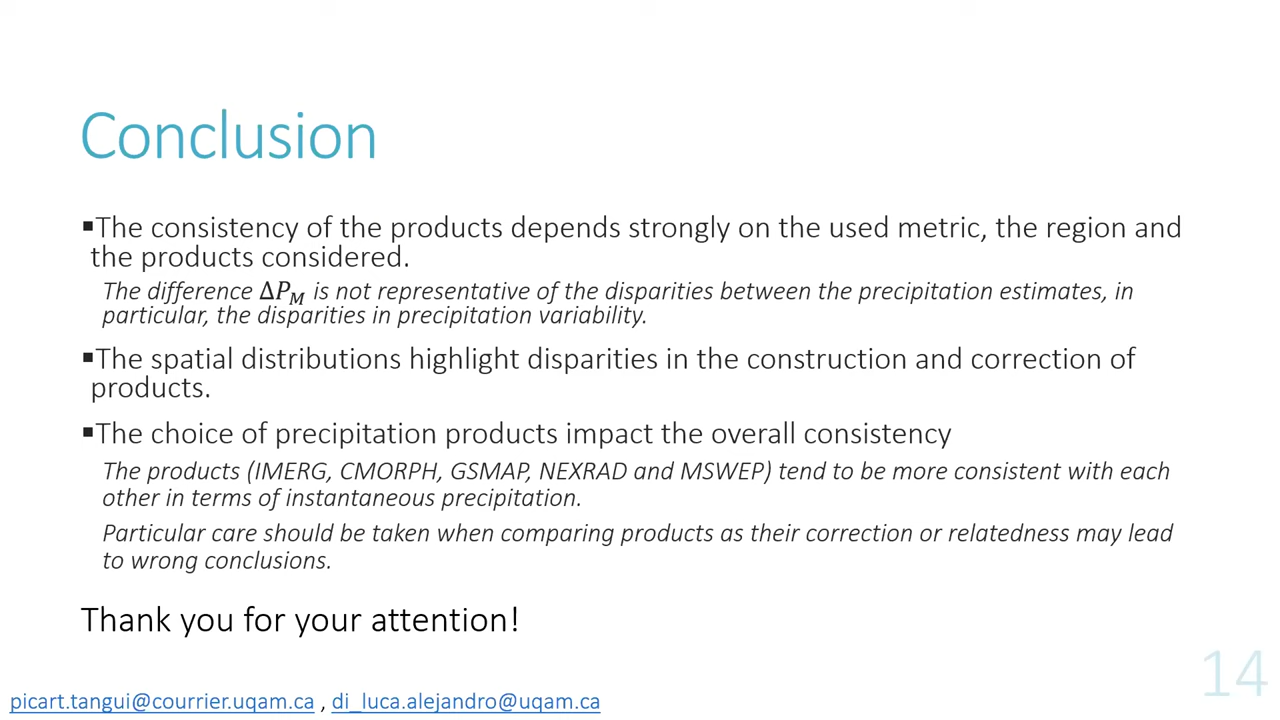 Conclusion
▪The consistency of the products depends strongly on the used metric, the region and
the products considered.
The difference ΔP_M is not representative of the disparities between the precipitation estimates, in
particular, the disparities in precipitation variability.
▪The spatial distributions highlight disparities in the construction and correction of
products.
▪The choice of precipitation products impact the overall consistency
The products (IMERG, CMORPH, GSMAP, NEXRAD and MSWEP) tend to be more consistent with each
other in terms of instantaneous precipitation.
Particular care should be taken when comparing products as their correction or relatedness may lead
to wrong conclusions.
Thank you for your attention!
14
picart.tangui@courrier.uqam.ca , di_luca.alejandro@uqam.ca